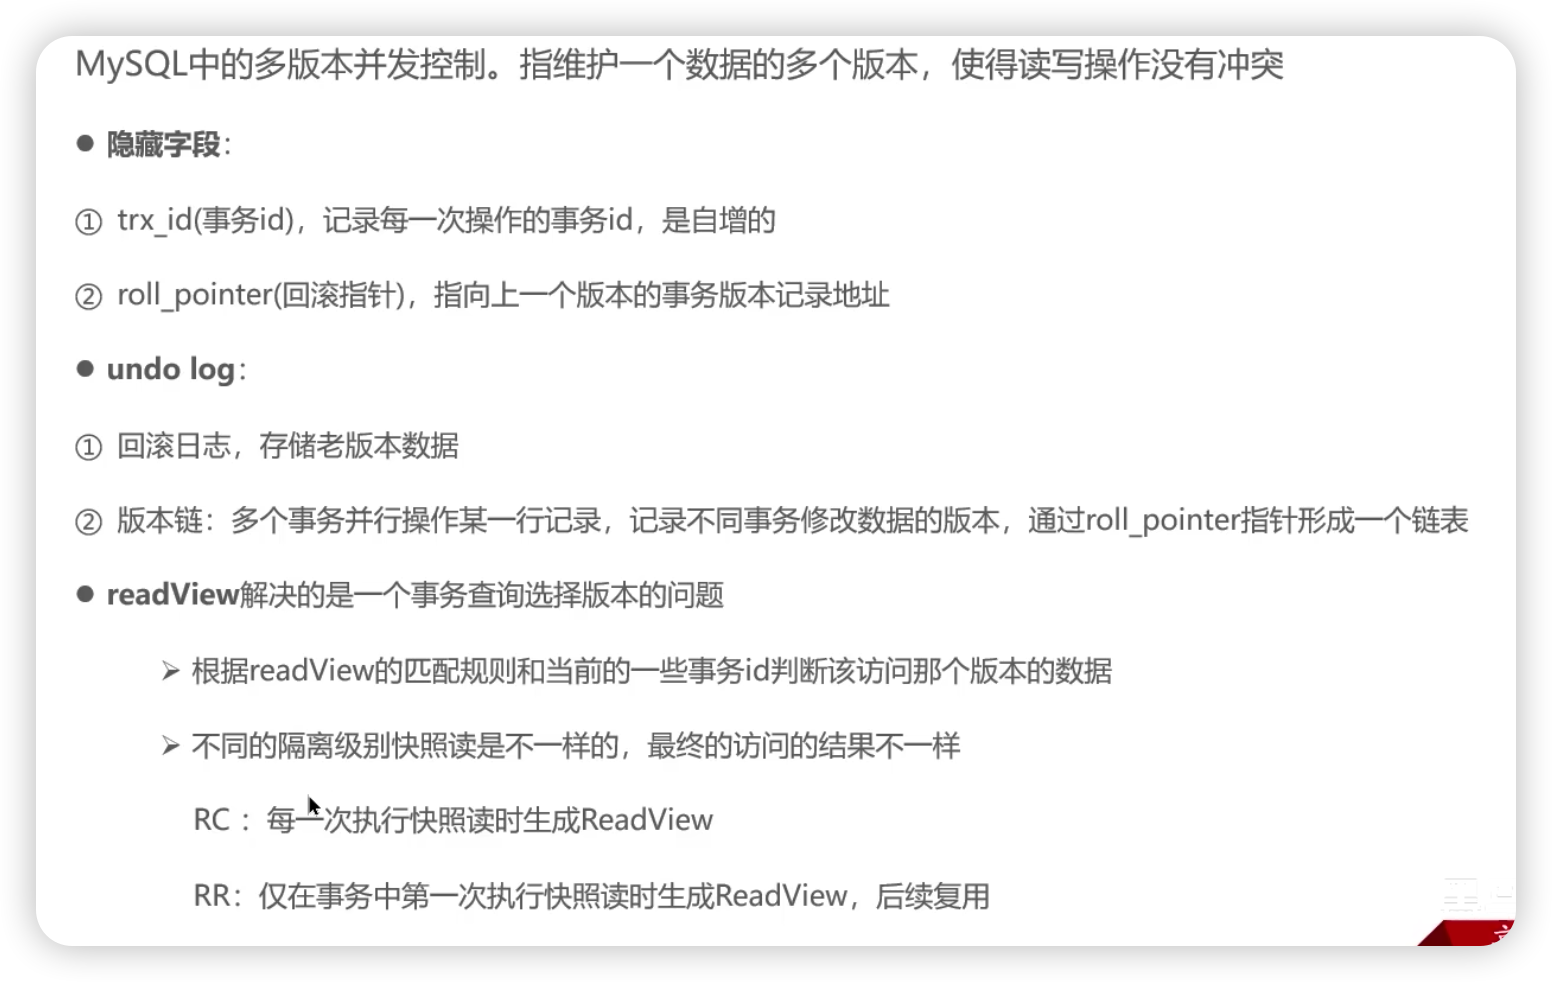 MySQL中的多版本并发控制。指维护一个数据的多个版本，使得读写操作没有冲突
● 隐藏字段：
① trx_id(事务id)，记录每一次操作的事务id，是自增的
② roll_pointer(回滚指针)，指向上一个版本的事务版本记录地址
● undo log：
① 回滚日志，存储老版本数据
② 版本链：多个事务并行操作某一行记录，记录不同事务修改数据的版本，通过roll_pointer指针形成一个链表
● readView解决的是一个事务查询选择版本的问题
➢ 根据readView的匹配规则和当前的一些事务id判断该访问那个版本的数据
➢ 不同的隔离级别快照读是不一样的，最终的访问的结果不一样
RC ：每一次执行快照读时生成ReadView
RR：仅在事务中第一次执行快照读时生成ReadView，后续复用